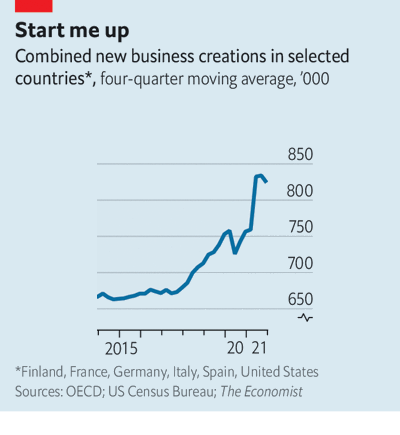 Start me up
Combined new business creations in selected
countries*, four-quarter moving average, ’000
850
800
750
700
650
2015 20 21
*Finland, France, Germany, Italy, Spain, United States
Sources: OECD; US Census Bureau; The Economist